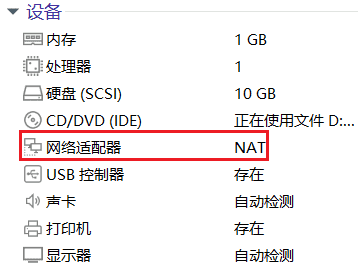 设备
内存 1 GB
处理器 1
硬盘 (SCSI) 10 GB
CD/DVD (IDE) 正在使用文件 D:...
网络适配器 NAT
USB 控制器 存在
声卡 自动检测
打印机 存在
显示器 自动检测